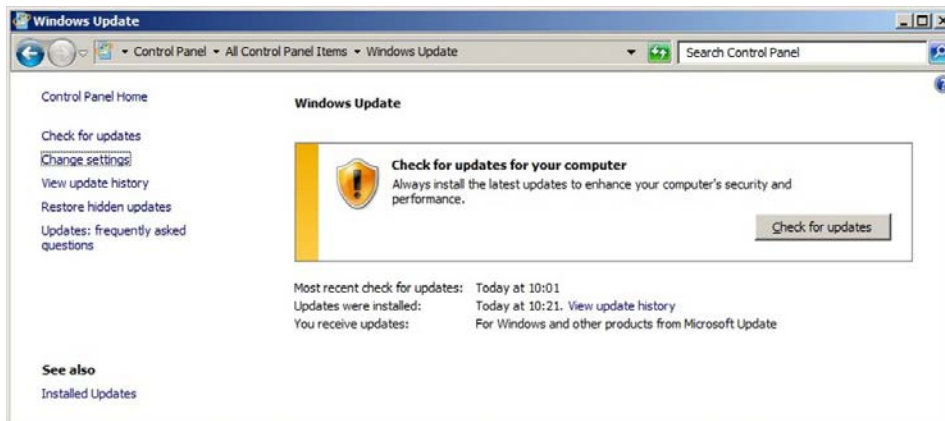 Windows Update
Control Panel ▾ All Control Panel Items ▾ Windows Update
Search Control Panel
Control Panel Home
Check for updates
Change settings
View update history
Restore hidden updates
Updates: frequently asked
questions
See also
Installed Updates
Windows Update
Check for updates for your computer
Always install the latest updates to enhance your computer's security and
performance.
Check for updates
Most recent check for updates: Today at 10:01
Updates were installed: Today at 10:21. View update history
You receive updates: For Windows and other products from Microsoft Update